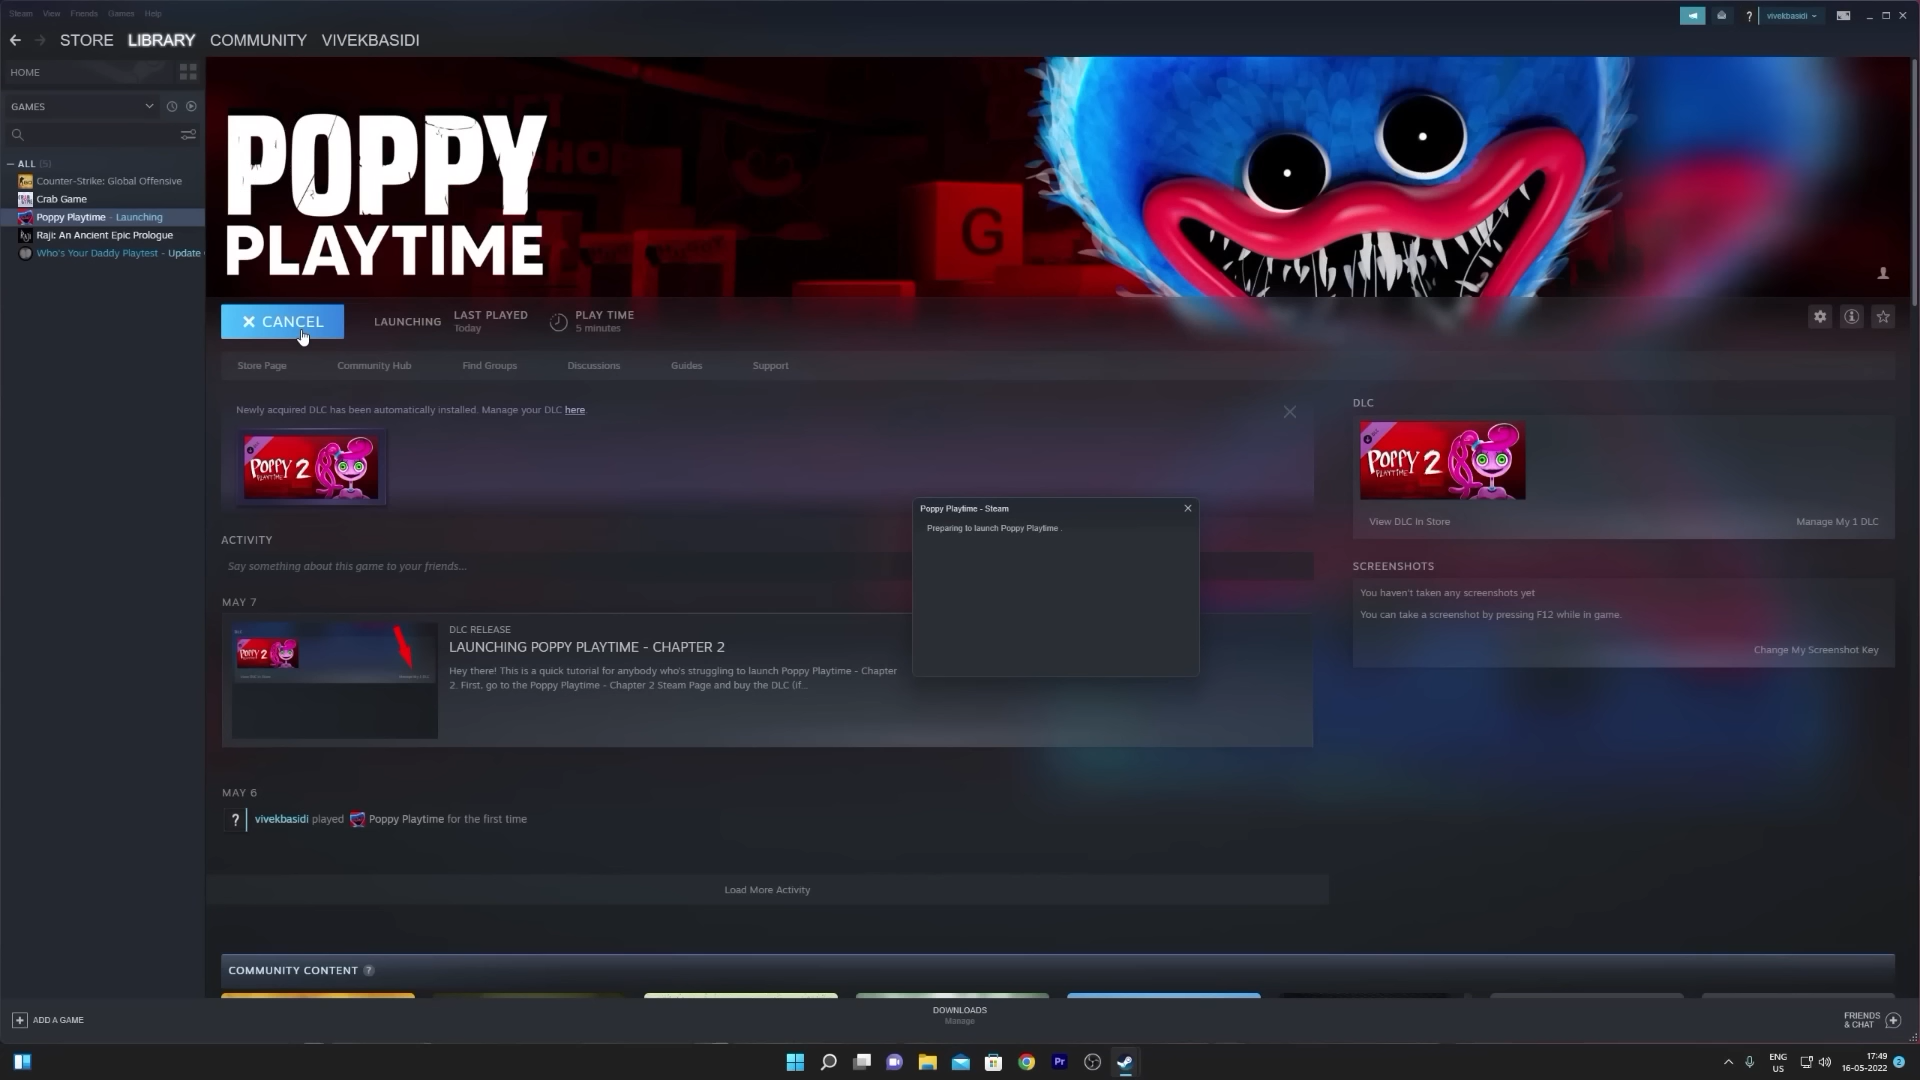 Steam View Friends Games Help
vivekbasidi
STORE LIBRARY COMMUNITY VIVEKBASIDI
HOME
GAMES
ALL (5)
Counter-Strike: Global Offensive
Crab Game
Poppy Playtime - Launching
Raji: An Ancient Epic Prologue
Who's Your Daddy Playtest - Update
POPPY
PLAYTIME
G
CANCEL
LAUNCHING
LAST PLAYED
Today
PLAY TIME
5 minutes
Store Page Community Hub Find Groups Discussions Guides Support
Newly acquired DLC has been automatically installed. Manage your DLC here.
POPPY 2
PLAYTIME
DLC
POPPY 2
PLAYTIME
View DLC In Store
Manage My 1 DLC
Poppy Playtime - Steam
Preparing to launch Poppy Playtime .
ACTIVITY
Say something about this game to your friends...
SCREENSHOTS
You haven't taken any screenshots yet
You can take a screenshot by pressing F12 while in game.
Change My Screenshot Key
MAY 7
POPPY 2
DLC RELEASE
LAUNCHING POPPY PLAYTIME - CHAPTER 2
Hey there! This is a quick tutorial for anybody who's struggling to launch Poppy Playtime - Chapter
2. First, go to the Poppy Playtime - Chapter 2 Steam Page and buy the DLC (if...
MAY 6
? vivekbasidi played Poppy Playtime for the first time
Load More Activity
COMMUNITY CONTENT ?
ADD A GAME
DOWNLOADS
Manage
FRIENDS
& CHAT
Pr
ENG
US
17:49
16-05-2022
2